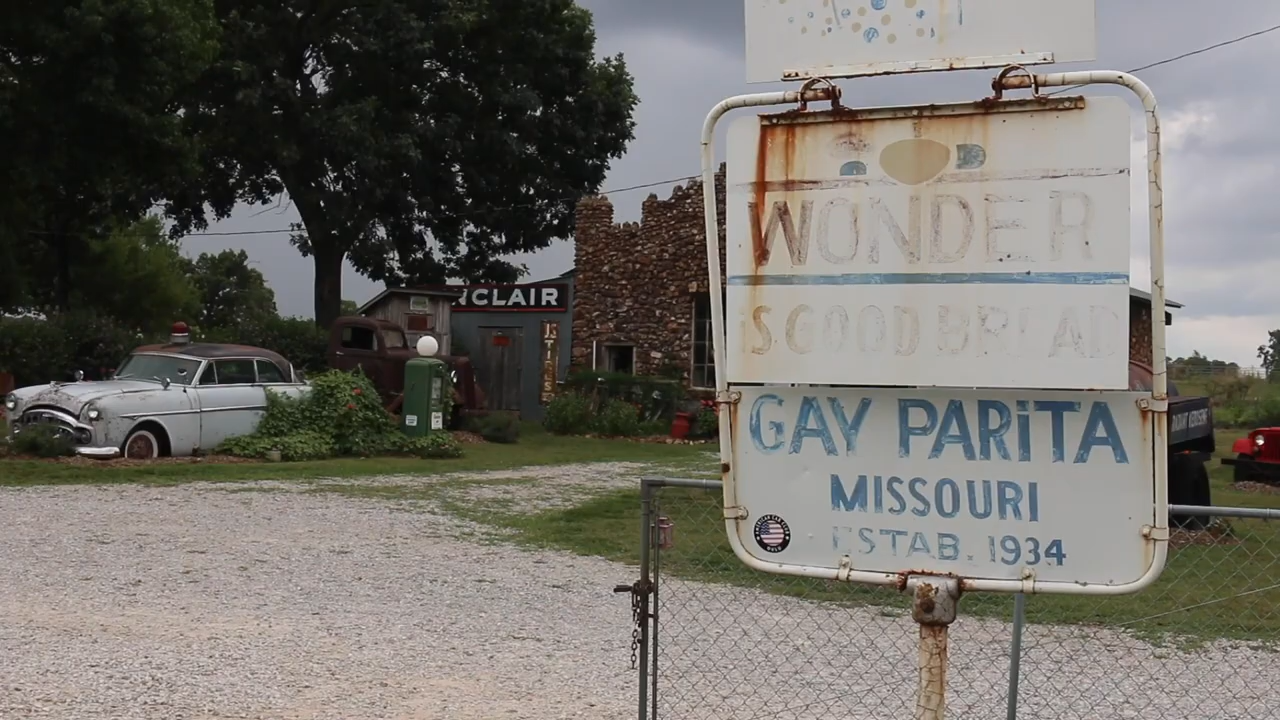 WONDER
IS GOOD BREAD
GAY PARiTA
MISSOURI
ESTAB. 1934
NCLAIR